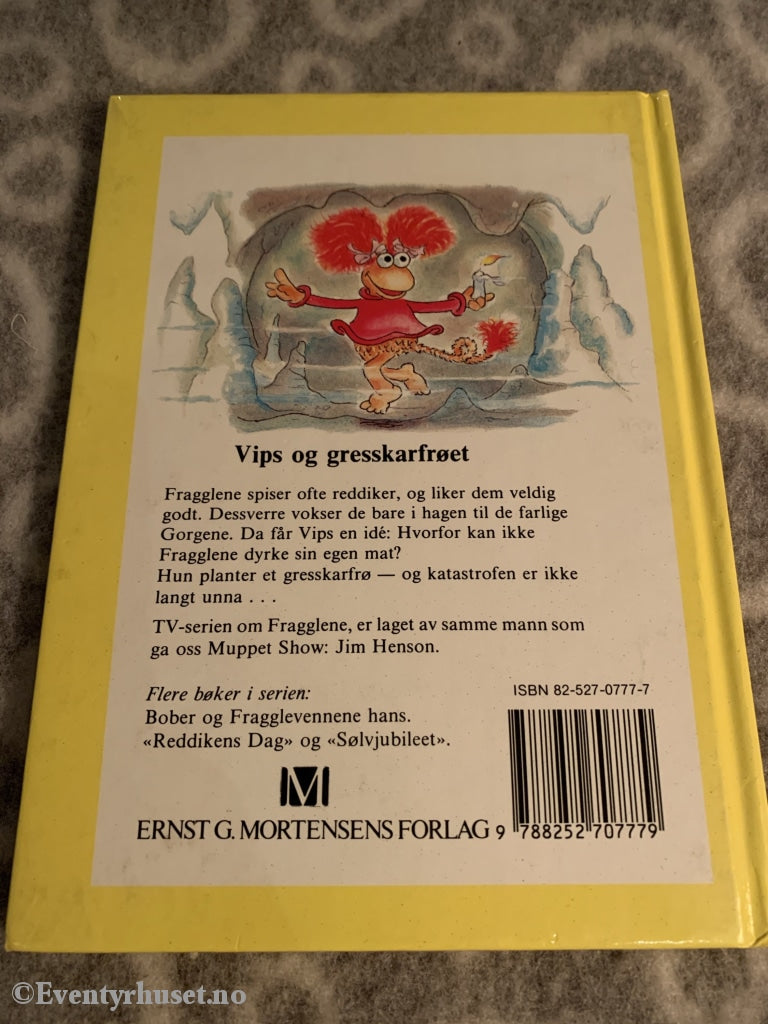 Vips og gresskarfrøet
Fragglene spiser ofte reddiker, og liker dem veldig
godt. Dessverre vokser de bare i hagen til de farlige
Gorgene. Da får Vips en idé: Hvorfor kan ikke
Fragglene dyrke sin egen mat?
Hun planter et gresskarfrø — og katastrofen er ikke
langt unna . . .
TV-serien om Fragglene, er laget av samme mann som
ga oss Muppet Show: Jim Henson.
Flere bøker i serien:
Bober og Fragglevennene hans.
«Reddikens Dag» og «Sølvjubileet».
ISBN 82-527-0777-7
M
ERNST G. MORTENSENS FORLAG
9 788252 707779
©Eventyrhuset.no